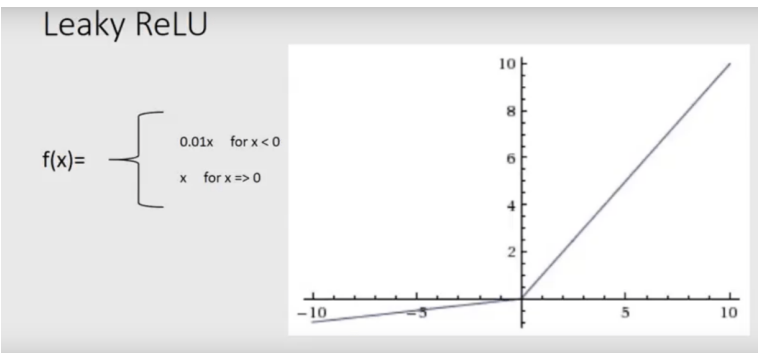 Leaky ReLU
f(x)=
0.01x for x < 0
x for x => 0
10
8
6
4
2
−10
−5
5
10